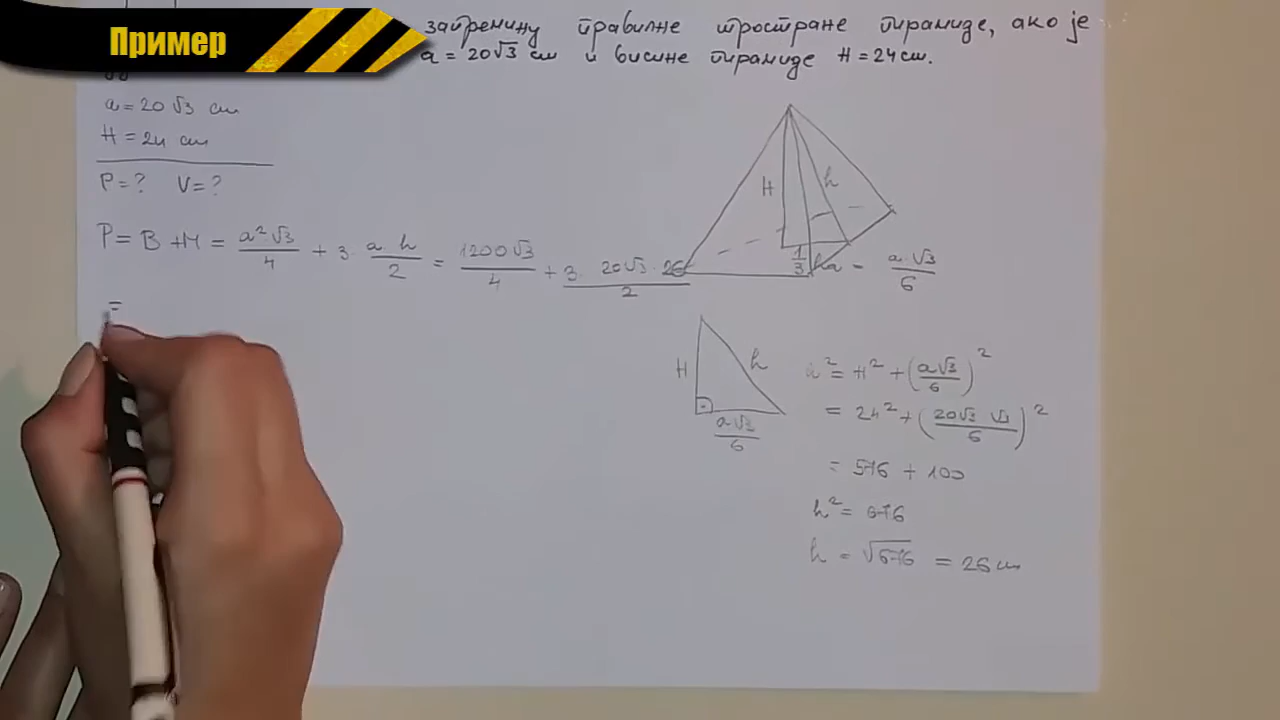 Пример
запремину правилне тростране пирамиде, ако је
a = 20√3 cm и висине пирамиде H = 24 cm.
a = 20√3 cm
H = 24 cm
P = ? V = ?
P = B + M = a²√3/4 + 3 · a h/2 = 1200√3/4 + 3 · 20√3 · 26/2
=
H h
1/3 ha = a·√3/6
H h
a√3/6
h² = H² + (a√3/6)²
= 24² + (20√3 √3/6)²
= 576 + 100
h² = 676
h = √676 = 26 cm